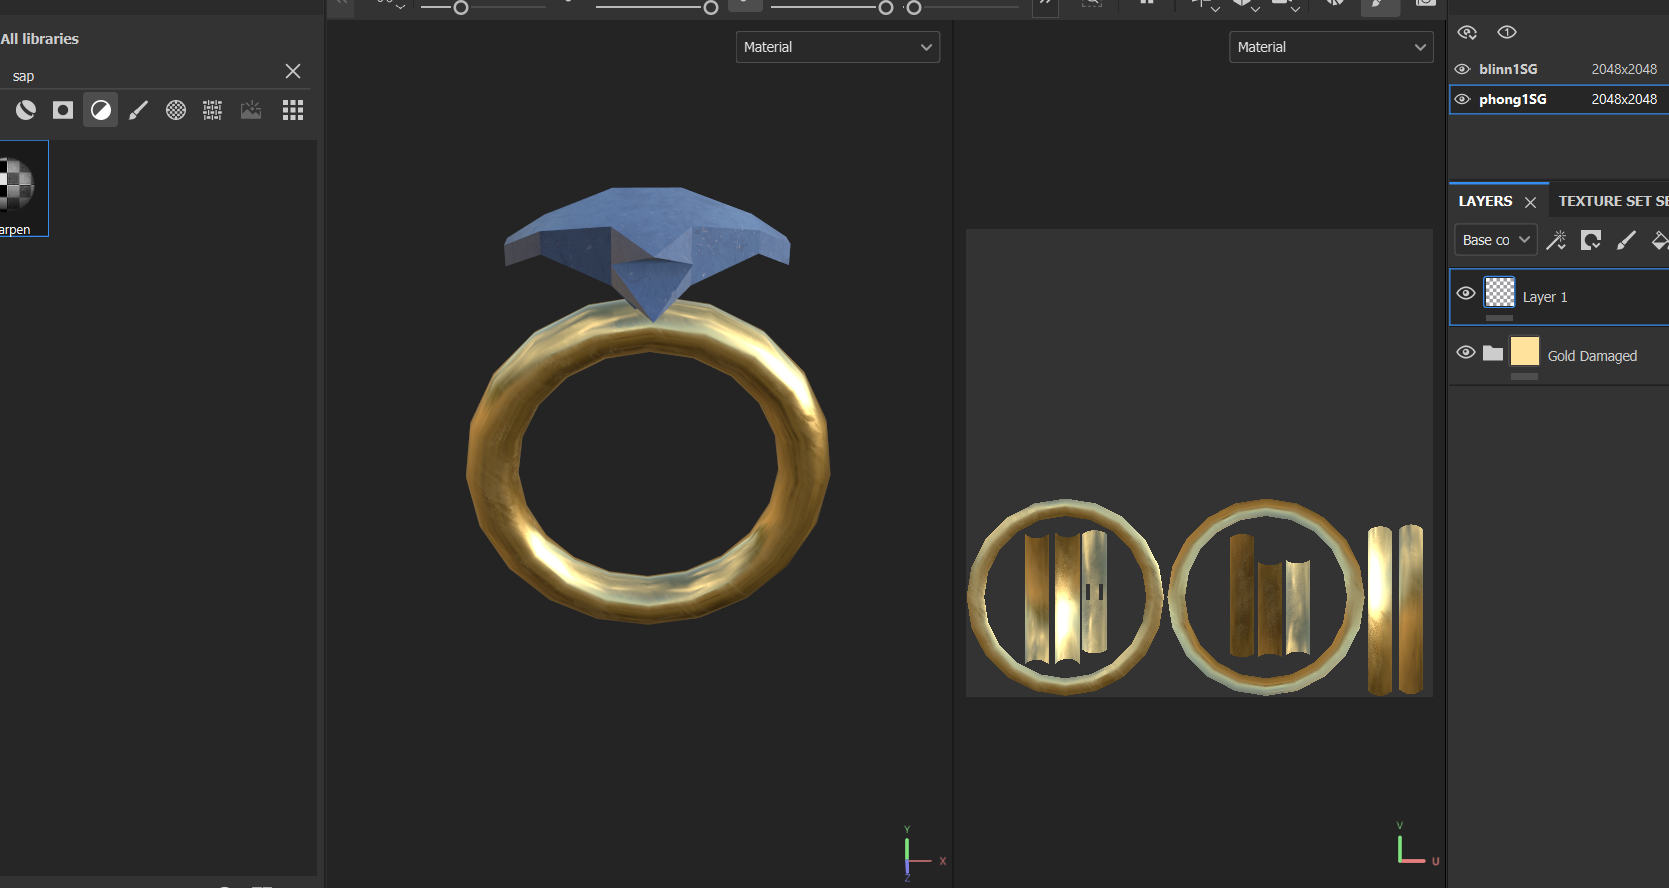 All libraries
sap
arpen
Material
Material
Y
X
Z
V
U
blinn1SG 2048x2048
phong1SG 2048x2048
LAYERS TEXTURE SET SE
Base co
Layer 1
Gold Damaged